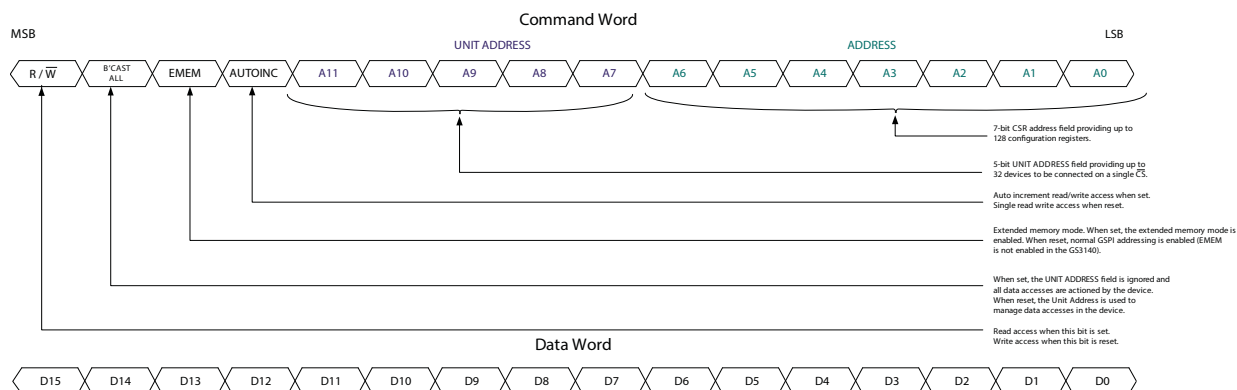 Command Word
MSB
LSB
UNIT ADDRESS
ADDRESS
R / W B'CAST ALL EMEM AUTOINC A11 A10 A9 A8 A7 A6 A5 A4 A3 A2 A1 A0
7-bit CSR address field providing up to
128 configuration registers.
5-bit UNIT ADDRESS field providing up to
32 devices to be connected on a single CS.
Auto increment read/write access when set.
Single read write access when reset.
Extended memory mode. When set, the extended memory mode is
enabled. When reset, normal GSPI addressing is enabled (EMEM
is not enabled in the GS3140).
When set, the UNIT ADDRESS field is ignored and
all data accesses are actioned by the device.
When reset, the Unit Address is used to
manage data accesses in the device.
Read access when this bit is set.
Write access when this bit is reset.
Data Word
D15 D14 D13 D12 D11 D10 D9 D8 D7 D6 D5 D4 D3 D2 D1 D0